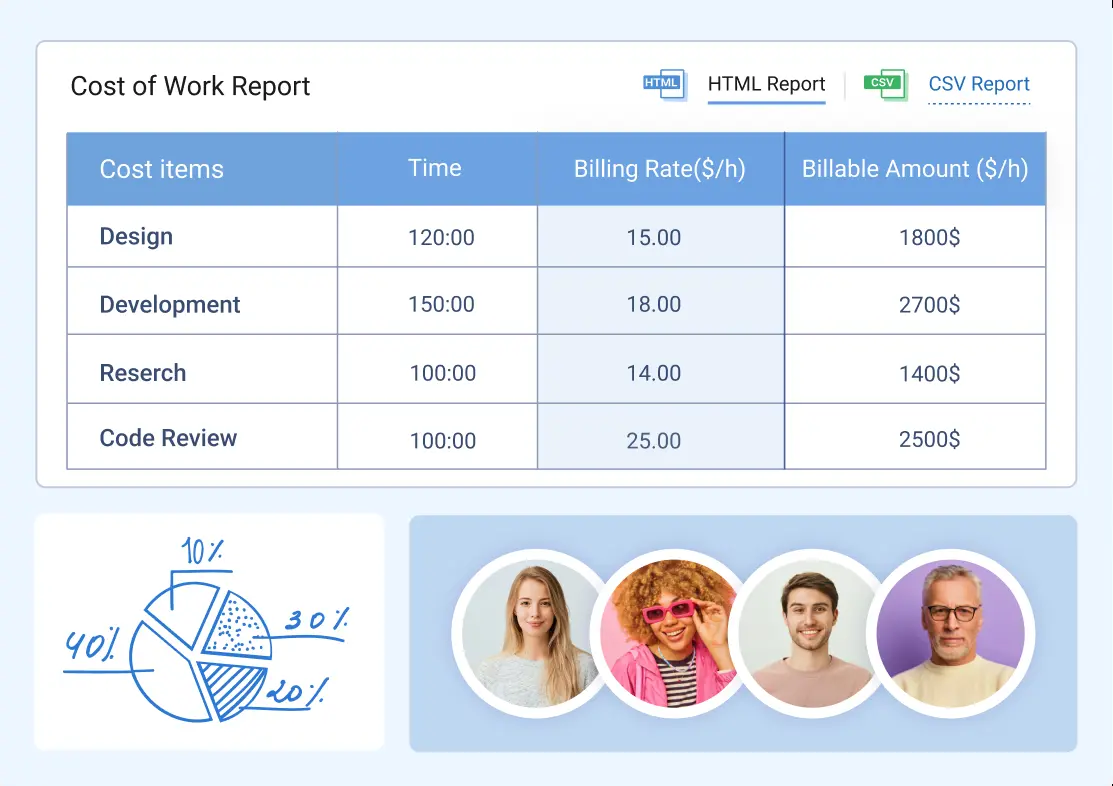 Cost of Work Report
HTML HTML Report CSV CSV Report
Cost items Time Billing Rate($/h) Billable Amount ($/h)
Design 120:00 15.00 1800$
Development 150:00 18.00 2700$
Reserch 100:00 14.00 1400$
Code Review 100:00 25.00 2500$
10%
30%
40%
20%